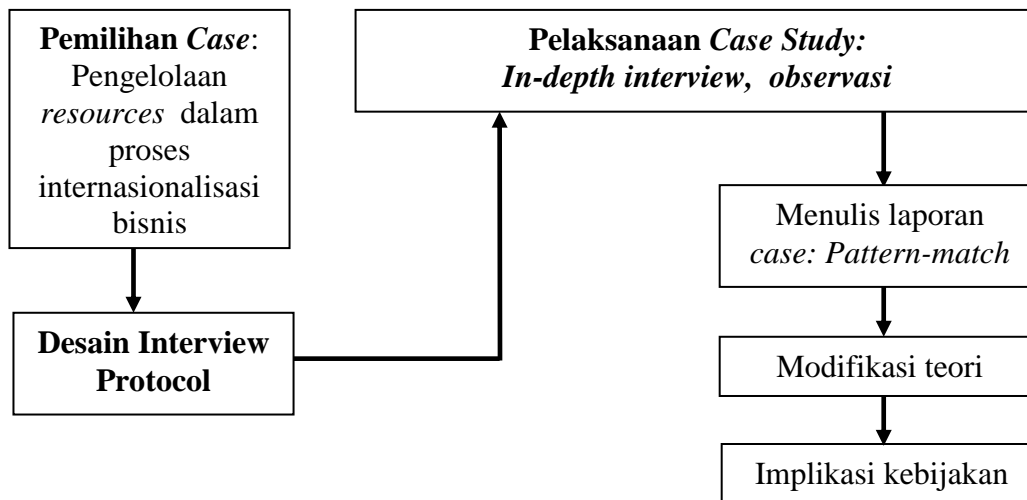 Pemilihan Case:
Pengelolaan
resources dalam
proses
internasionalisasi
bisnis
Desain Interview
Protocol
Pelaksanaan Case Study:
In-depth interview, observasi
Menulis laporan
case: Pattern-match
Modifikasi teori
Implikasi kebijakan